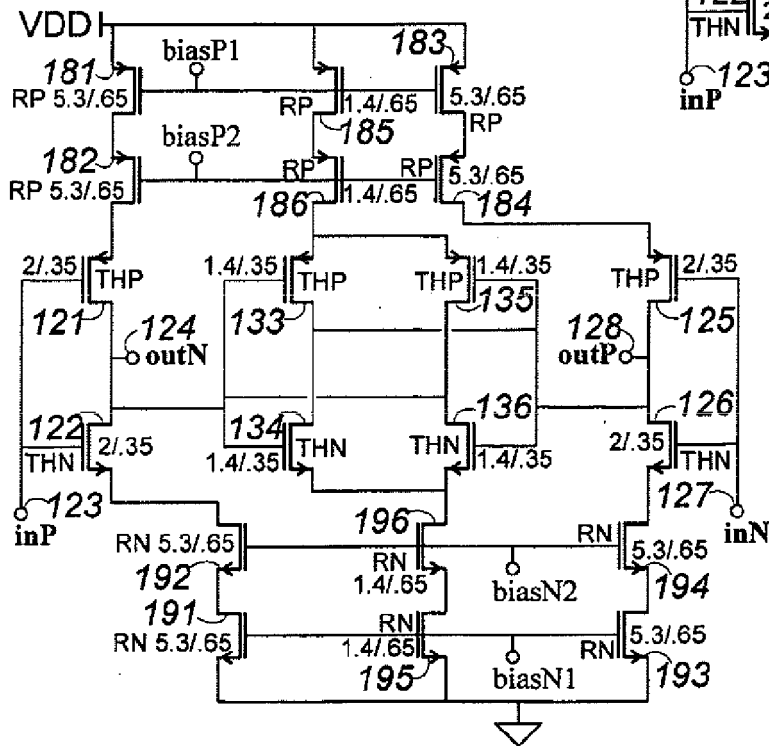 VDD
biasP1
183
122
THN
123
inP
181
RP 5.3/.65
RP
1.4/.65
185
5.3/.65
RP
182
biasP2
RP 5.3/.65
RP
1.4/.65
186
RP
5.3/.65
184
2/.35
THP
121
1.4/.35
THP
133
1.4/.35
THP
135
THP
2/.35
125
124
outN
128
outP
122
THN
2/.35
134
THN
1.4/.35
136
THN
1.4/.35
126
2/.35
THN
123
inP
127
inN
196
RN 5.3/.65
192
RN
1.4/.65
RN
5.3/.65
194
biasN2
191
RN 5.3/.65
RN
1.4/.65
195
RN
5.3/.65
193
biasN1